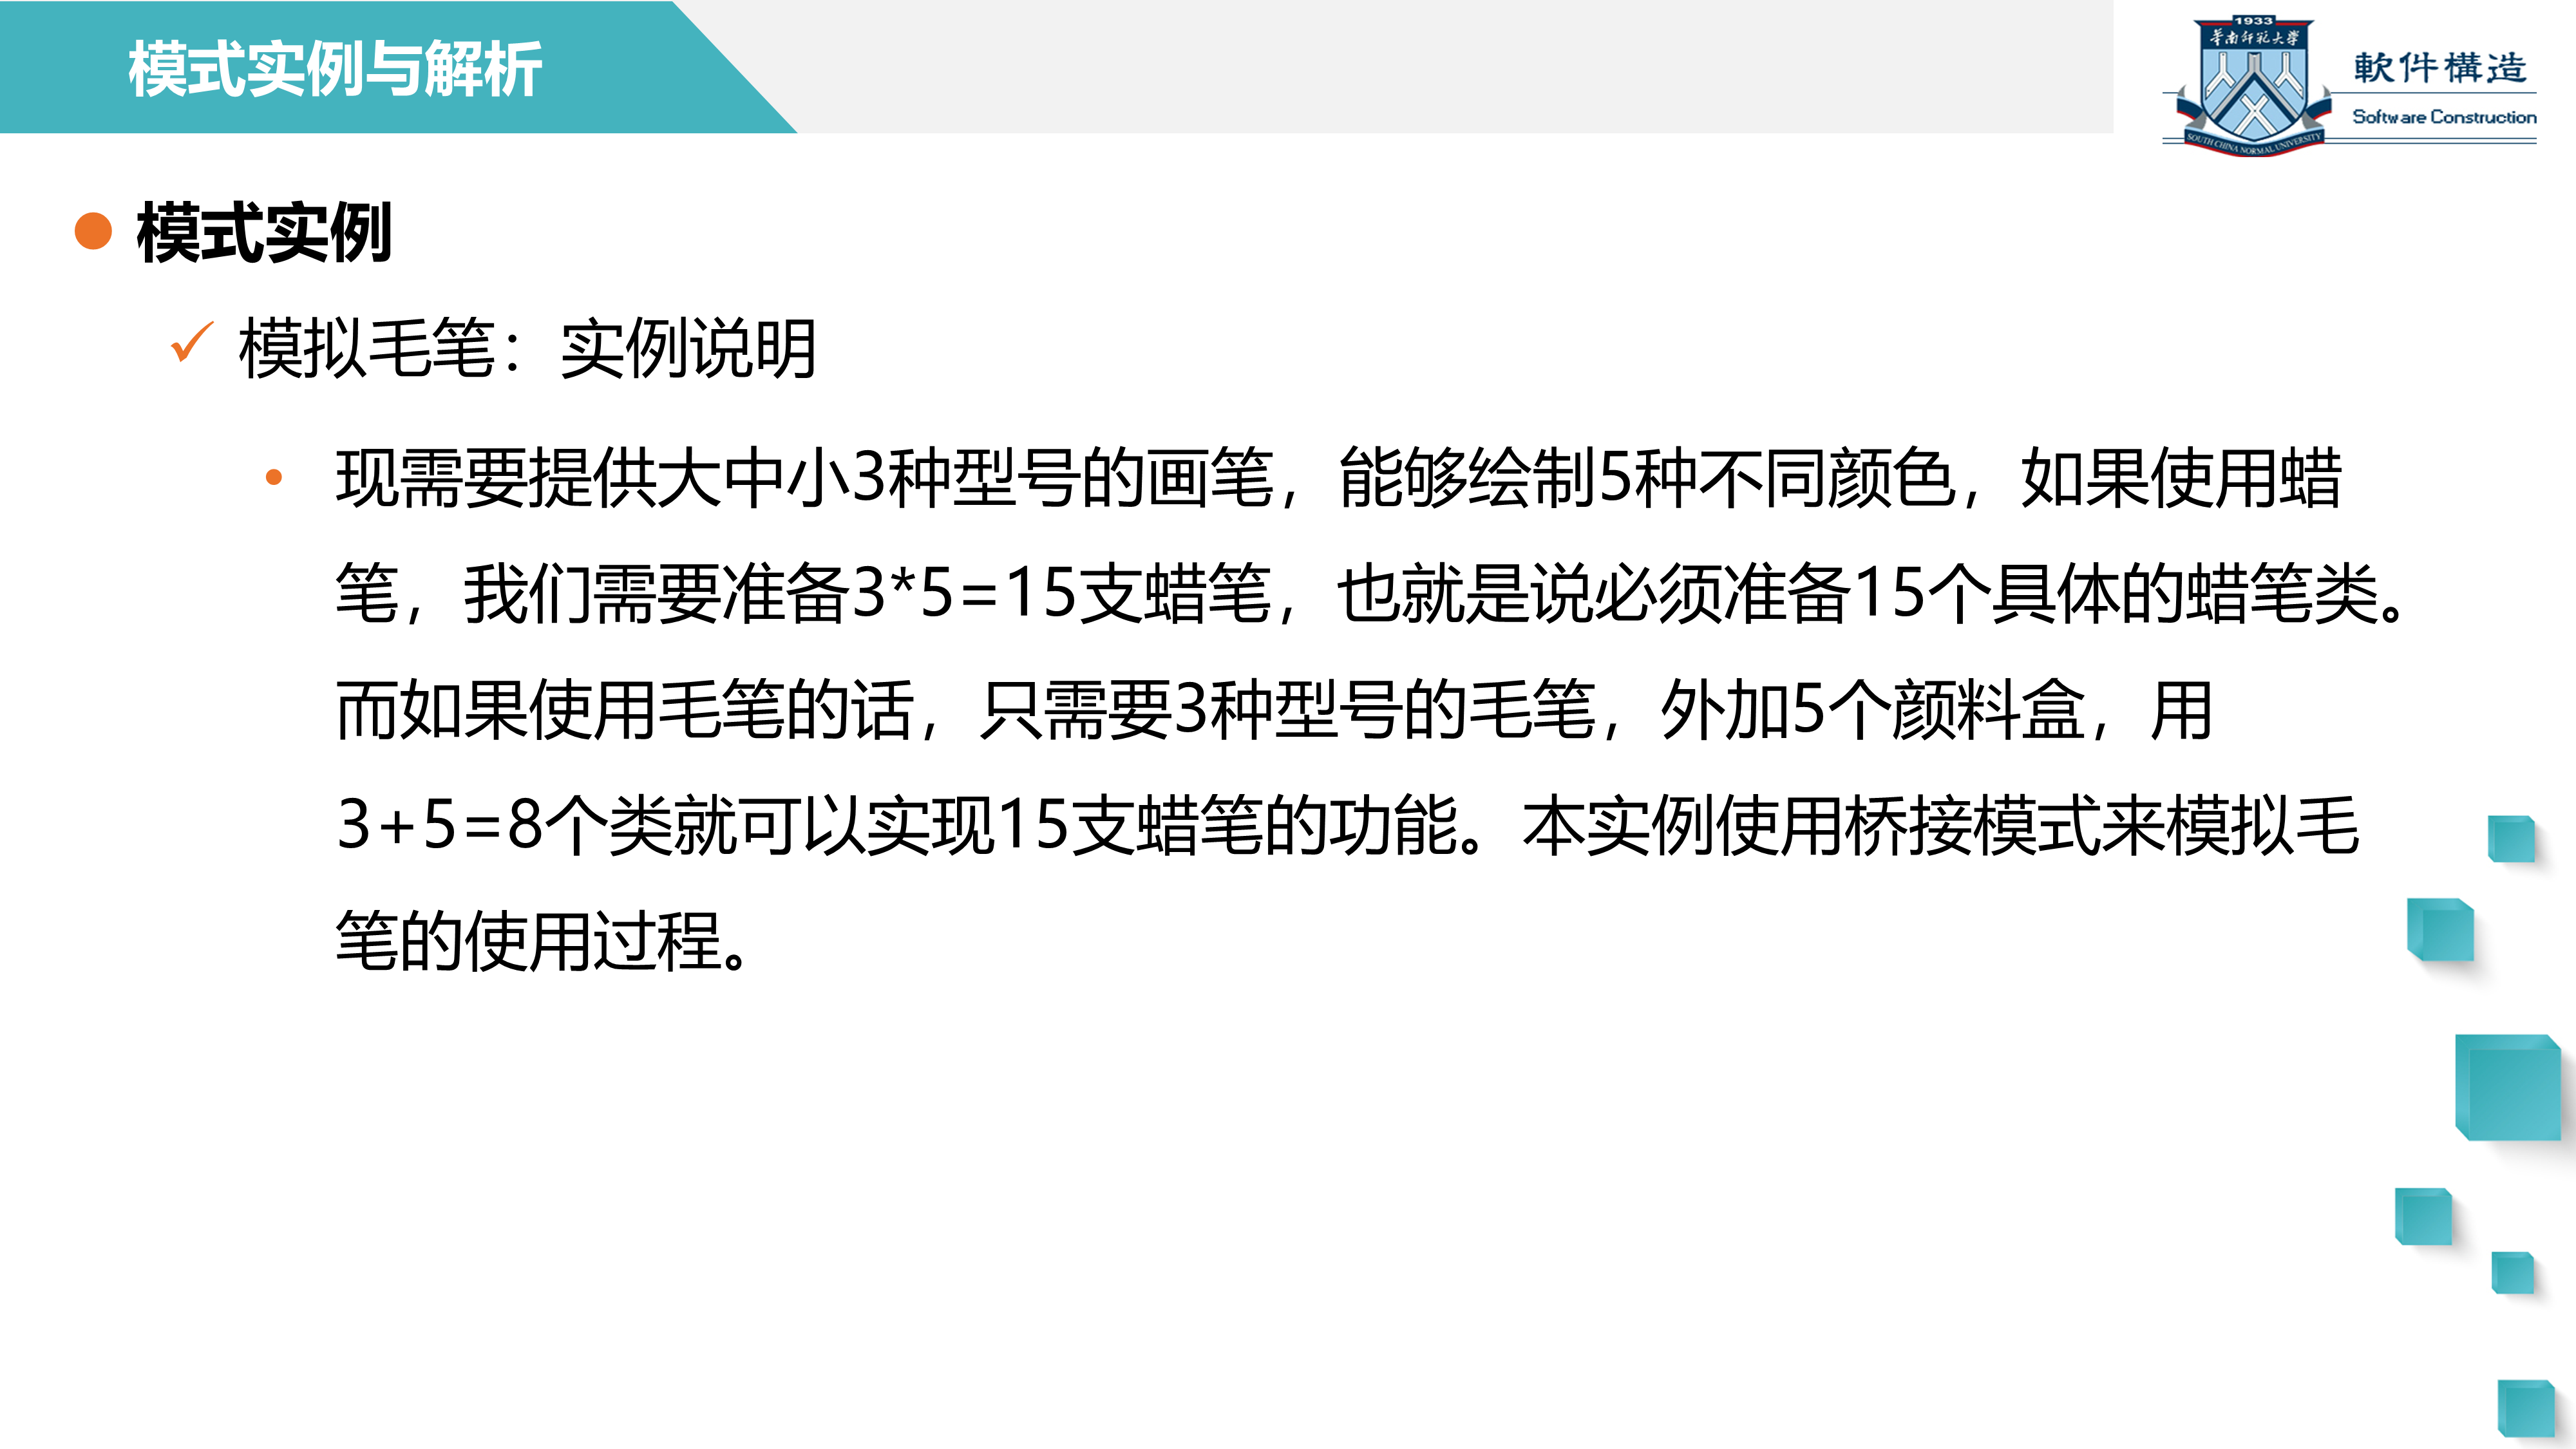 模式实例与解析
1933
华南师范大学
軟件構造
Software Construction
SOUTH CHINA NORMAL UNIVERSITY
模式实例
模拟毛笔：实例说明
现需要提供大中小3种型号的画笔，能够绘制5种不同颜色，如果使用蜡
笔，我们需要准备3*5=15支蜡笔，也就是说必须准备15个具体的蜡笔类。
而如果使用毛笔的话，只需要3种型号的毛笔，外加5个颜料盒，用
3+5=8个类就可以实现15支蜡笔的功能。本实例使用桥接模式来模拟毛
笔的使用过程。